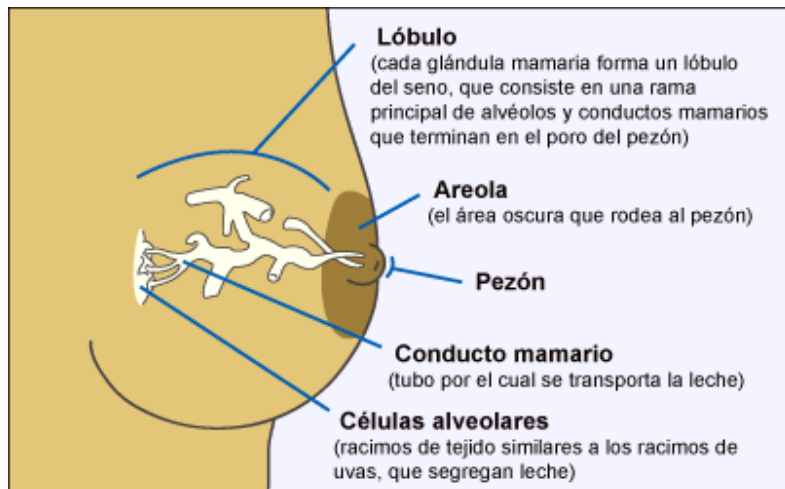 Lóbulo
(cada glándula mamaria forma un lóbulo
del seno, que consiste en una rama
principal de alvéolos y conductos mamarios
que terminan en el poro del pezón)
Areola
(el área oscura que rodea al pezón)
Pezón
Conducto mamario
(tubo por el cual se transporta la leche)
Células alveolares
(racimos de tejido similares a los racimos de
uvas, que segregan leche)